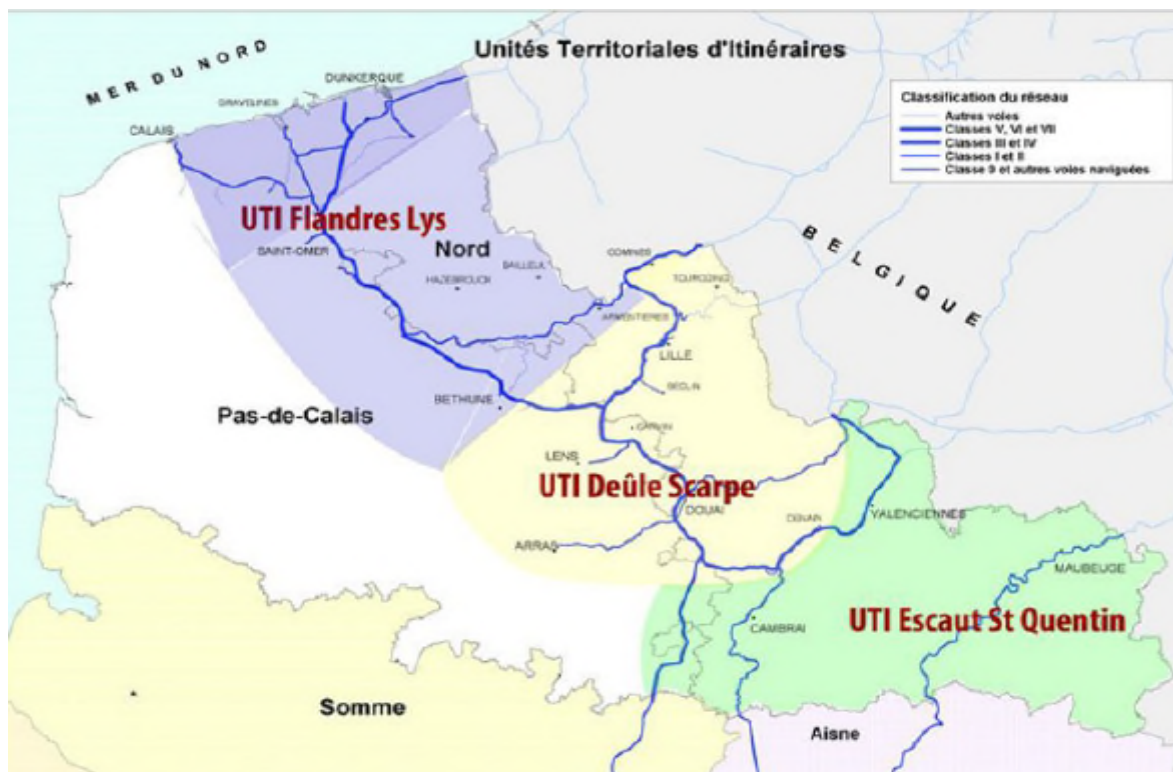 Unités Territoriales d'Itinéraires
MER DU NORD
DUNKERQUE
GRAVELINES
CALAIS
Classification du réseau
Autres voies
Classes V, VI et VII
Classes III et IV
Classes I et II
Classe 9 et autres voies naviguées
UTI Flandres Lys
SAINT-OMER
Nord
BAILLEUL
HAZEBROUCK
COMINES
TOURCOING
BELGIQUE
ARMENTIERES
LILLE
SECLIN
BETHUNE
Pas-de-Calais
CARVIN
LENS
UTI Deûle Scarpe
DOUAI
DENAIN
VALENCIENNES
ARRAS
MAUBEUGE
CAMBRAI
UTI Escaut St Quentin
Somme
Aisne